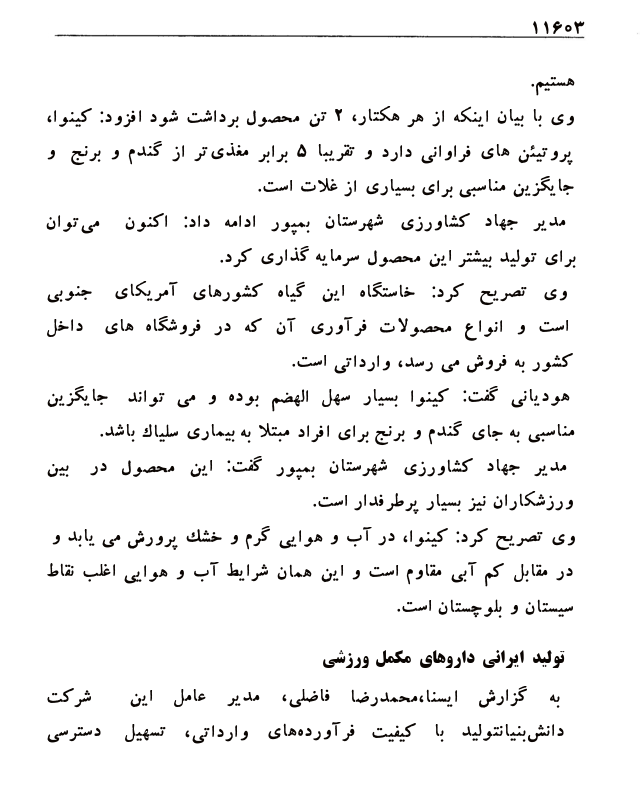 ۱۱۶۰۳
هستیم.
وی با بیان اینکه از هر هکتار، ۲ تن محصول برداشت شود افزود: کینوا،
پروتیئن های فراوانی دارد و تقریبا ۵ برابر مغذی‌تر از گندم و برنج و
جایگزین مناسبی برای بسیاری از غلات است.
مدیر جهاد کشاورزی شهرستان بمپور ادامه داد: اکنون می‌توان
برای تولید بیشتر این محصول سرمایه گذاری کرد.
وی تصریح کرد: خاستگاه این گیاه کشورهای آمریکای جنوبی
است و انواع محصولات فرآوری آن که در فروشگاه های داخل
کشور به فروش می رسد، وارداتی است.
هودیانی گفت: کینوا بسیار سهل الهضم بوده و می تواند جایگزین
مناسبی به جای گندم و برنج برای افراد مبتلا به بیماری سلیاك باشد.
مدیر جهاد کشاورزی شهرستان بمپور گفت: این محصول در بین
ورزشکاران نیز بسیار پرطرفدار است.
وی تصریح کرد: کینوا، در آب و هوایی گرم و خشك پرورش می یابد و
در مقابل کم آبی مقاوم است و این همان شرایط آب و هوایی اغلب نقاط
سیستان و بلوچستان است.
تولید ایرانی داروهای مکمل ورزشی
به گزارش ایسنا،محمدرضا فاضلی، مدیر عامل این شرکت
دانش‌بنیانتولید با کیفیت فرآورده‌های وارداتی، تسهیل دسترسی